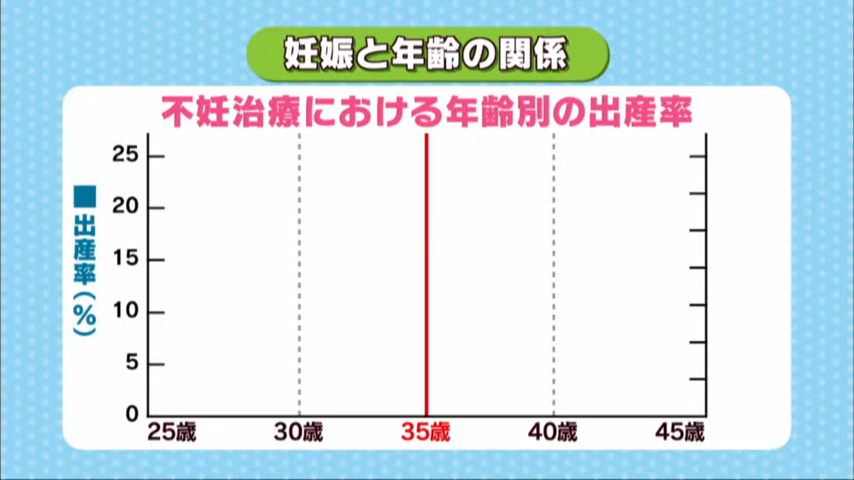 妊娠と年齢の関係
不妊治療における年齢別の出産率
■出産率(%)
25
20
15
10
5
0
25歳
30歳
35歳
40歳
45歳